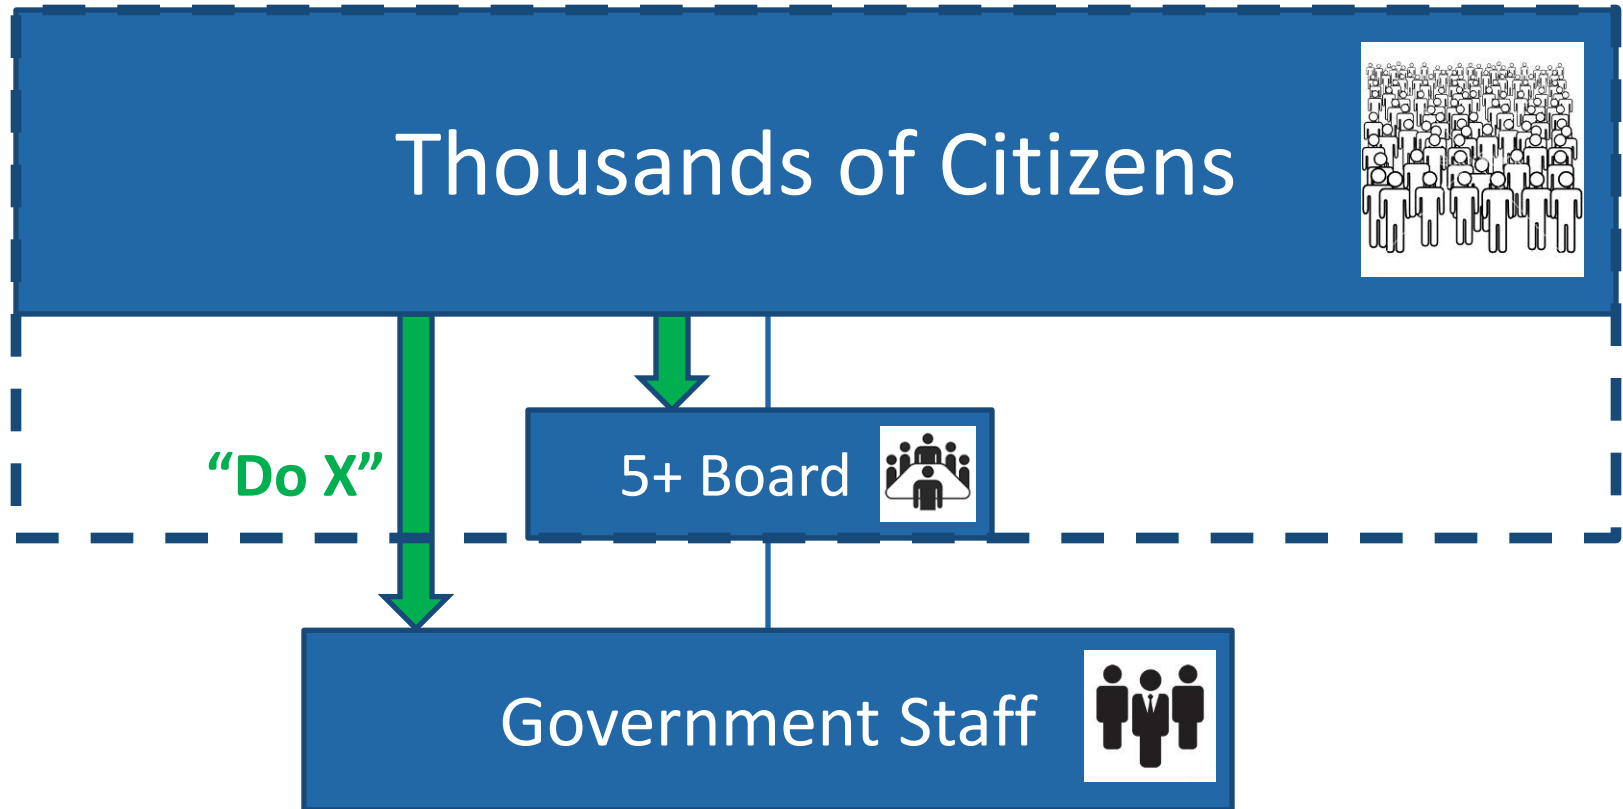 Thousands of Citizens
“Do X”
5+ Board
Government Staff